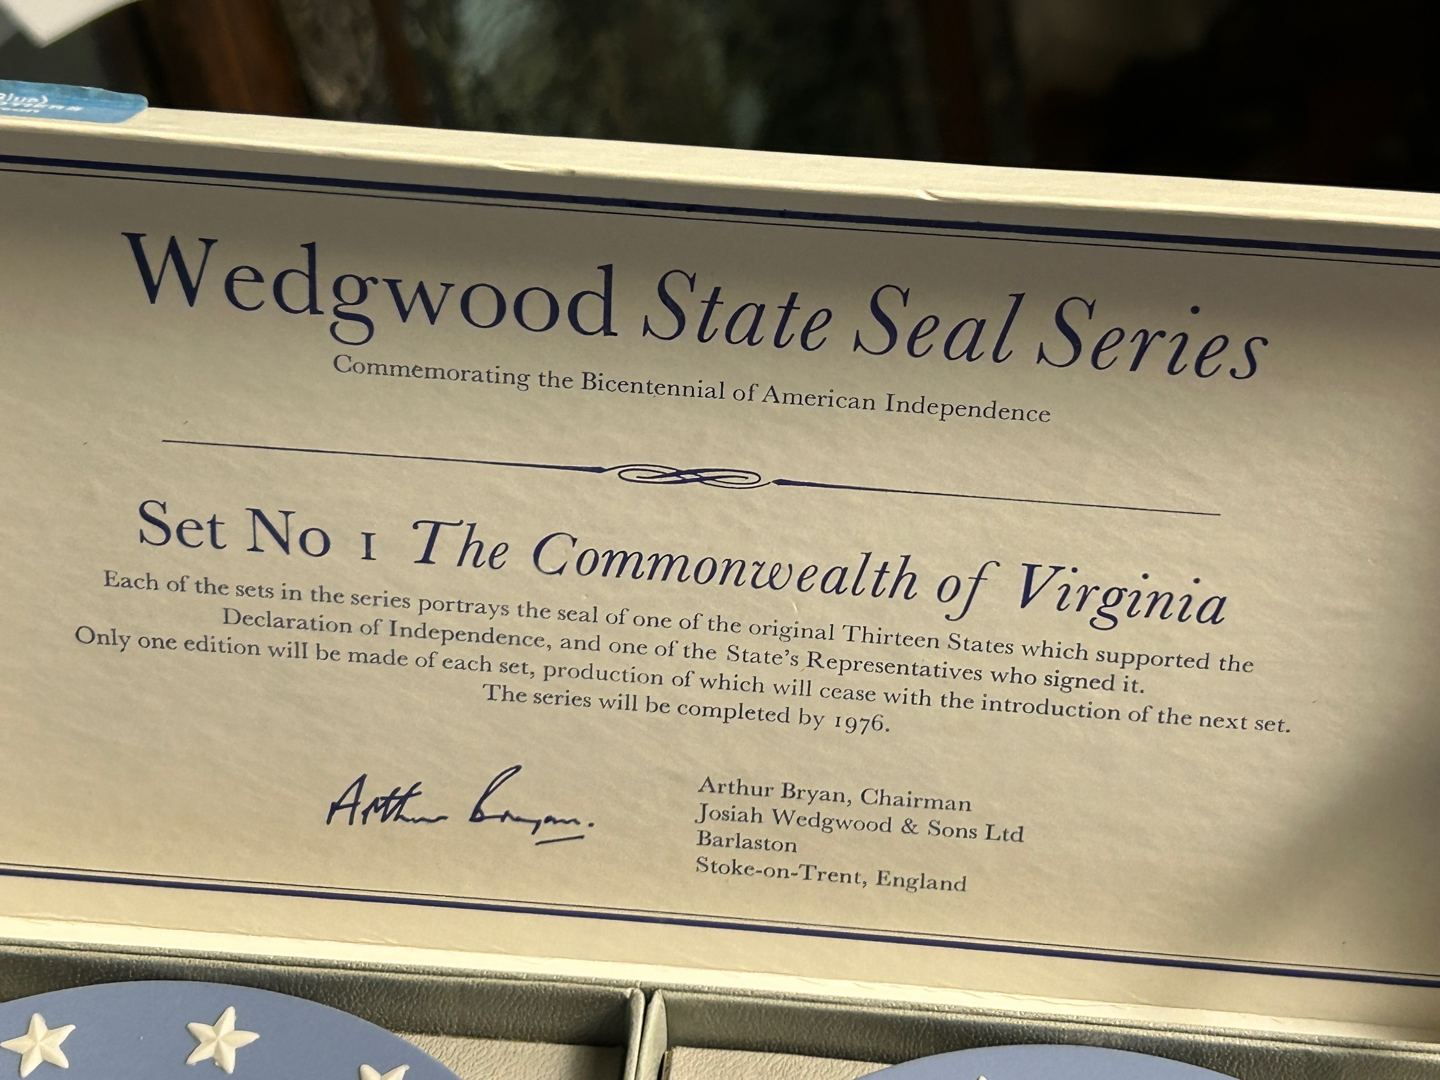 Blue)
Wedgwood State Seal Series
Commemorating the Bicentennial of American Independence
Set No 1 The Commonwealth of Virginia
Each of the sets in the series portrays the seal of one of the original Thirteen States which supported the
Declaration of Independence, and one of the State's Representatives who signed it.
Only one edition will be made of each set, production of which will cease with the introduction of the next set.
The series will be completed by 1976.
Arthur Bryan.
Arthur Bryan, Chairman
Josiah Wedgwood & Sons Ltd
Barlaston
Stoke-on-Trent, England